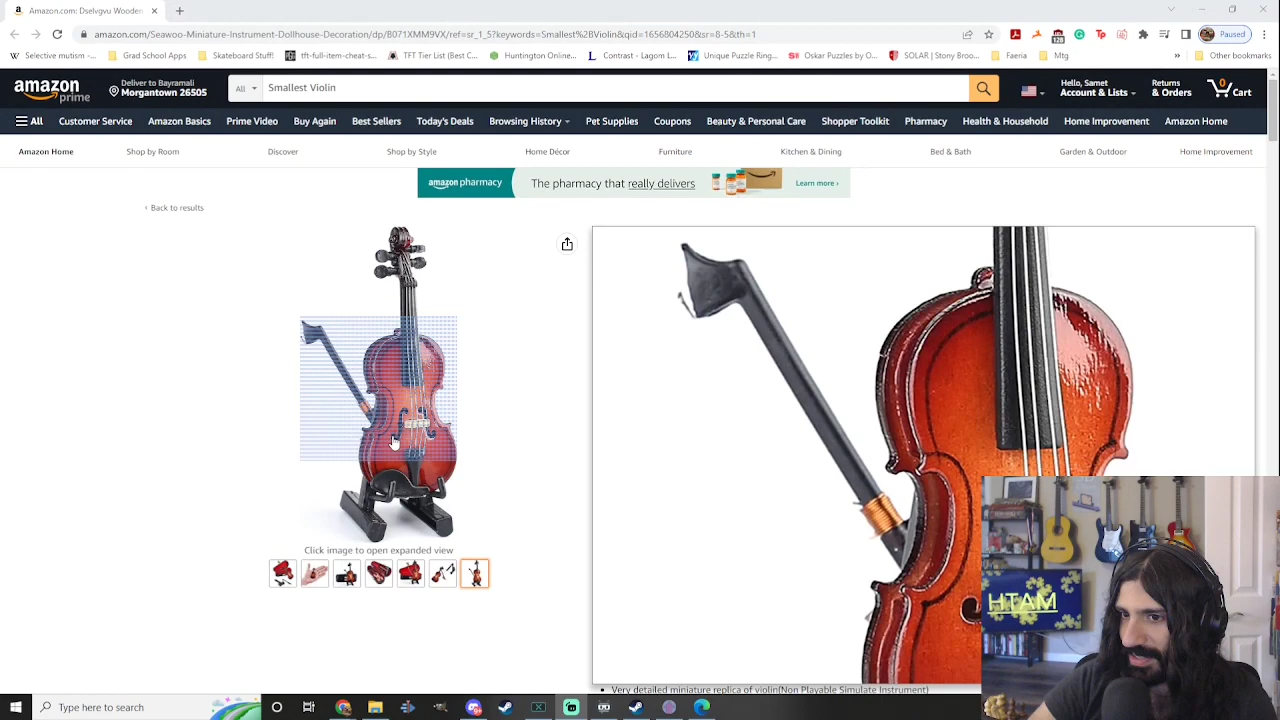 Amazon.com: Dselvgvu Wooden
amazon.com/Seawoo-Miniature-Instrument-Dollhouse-Decoration/dp/B071XMM9VX/ref=sr_1_5?keywords=Smallest%2BViolin&qid=1656804250&sr=8-5&th=1
Paused
Selective mutism -...
Grad School Apps
Skateboard Stuff!
tft-full-item-cheat-s...
TFT Tier List | Best C...
Huntington Online...
Contrast - Lagom L...
Unique Puzzle Ring...
Oskar Puzzles by O...
SOLAR | Stony Broo...
Faeria
Mtg
Other bookmarks
amazon prime
Deliver to Bayramali
Morgantown 26505
All
Smallest Violin
Hello, Samet
Account & Lists
Returns
& Orders
0
Cart
All
Customer Service
Amazon Basics
Prime Video
Buy Again
Best Sellers
Today's Deals
Browsing History
Pet Supplies
Coupons
Beauty & Personal Care
Shopper Toolkit
Pharmacy
Health & Household
Home Improvement
Amazon Home
Amazon Home
Shop by Room
Discover
Shop by Style
Home Décor
Furniture
Kitchen & Dining
Bed & Bath
Garden & Outdoor
Home Improvement
amazon pharmacy
The pharmacy that really delivers
Learn more ›
‹ Back to results
Click image to open expanded view
HTAM
• Very detailed miniature replica of violin(Non Playable Simulate Instrument)
Type here to search